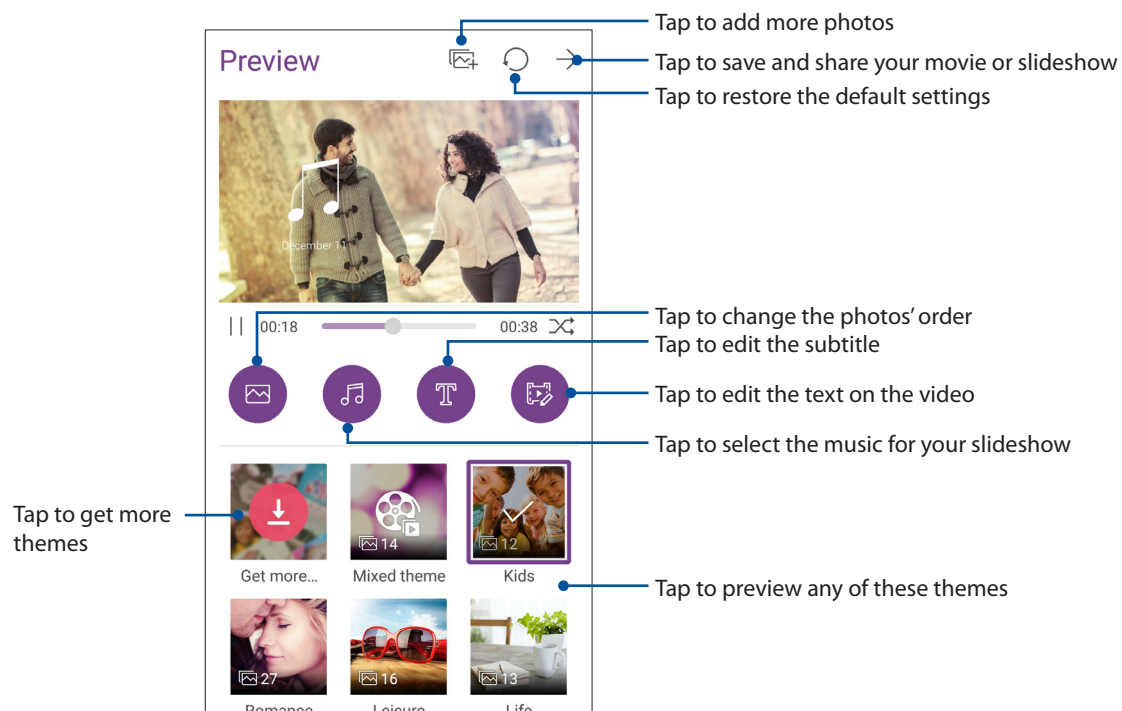 Tap to add more photos
Preview
Tap to save and share your movie or slideshow
Tap to restore the default settings
December 11
Tap to change the photos' order
00:18
00:38
Tap to edit the subtitle
Tap to edit the text on the video
Tap to select the music for your slideshow
Tap to get more
themes
14
12
Get more...
Mixed theme
Kids
Tap to preview any of these themes
27
16
13
Romance
Leisure
Life